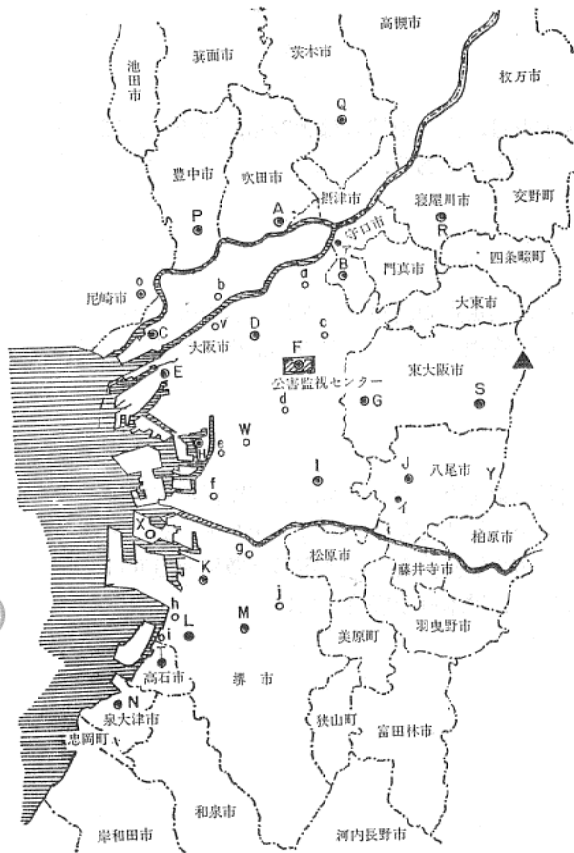 高槻市
箕面市
茨木市
池田市
枚方市
Q
豊中市
吹田市
摂津市
寝屋川市
交野町
P
A
R
守口市
四条畷町
B
門真市
a
o
b
尼崎市
大東市
C
v
D
c
大阪市
F
東大阪市
E
公害監視センター
d
G
S
W
H
e
I
J
八尾市
Y
f
イ
X
柏原市
g
松原市
藤井寺市
K
j
h
羽曳野市
L
M
美原町
i
T
高石市
堺市
N
泉大津市
狭山町
富田林市
忠岡町
和泉市
岸和田市
河内長野市